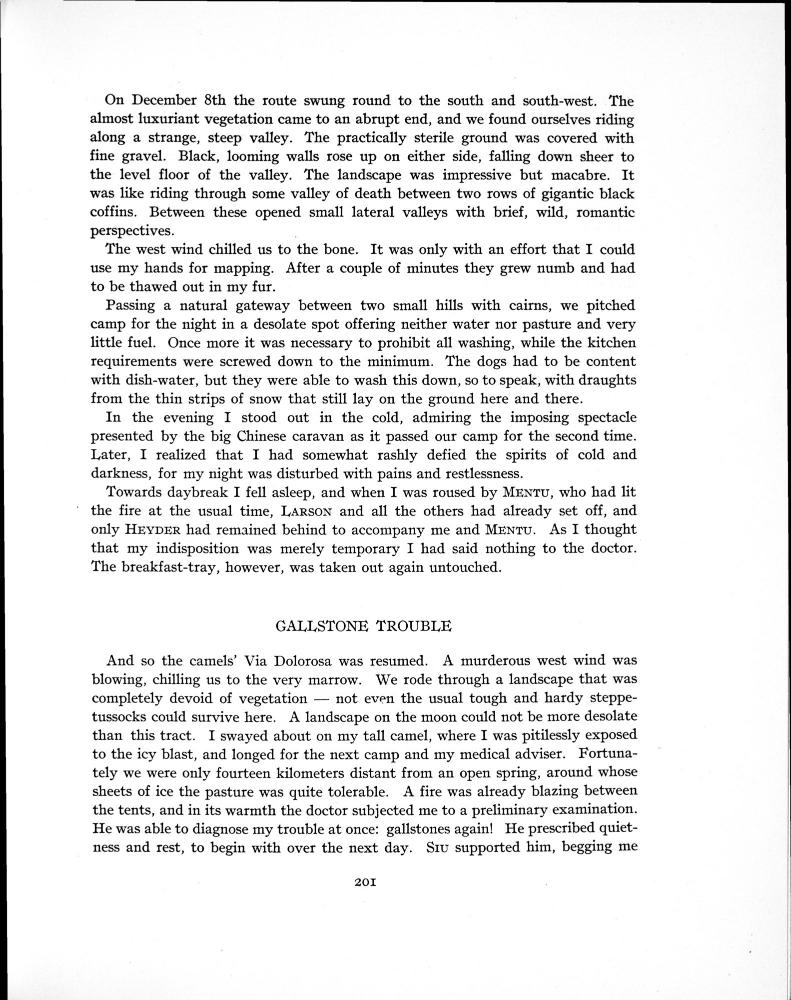 On December 8th the route swung round to the south and south-west. The
almost luxuriant vegetation came to an abrupt end, and we found ourselves riding
along a strange, steep valley. The practically sterile ground was covered with
fine gravel. Black, looming walls rose up on either side, falling down sheer to
the level floor of the valley. The landscape was impressive but macabre. It
was like riding through some valley of death between two rows of gigantic black
coffins. Between these opened small lateral valleys with brief, wild, romantic
perspectives.
The west wind chilled us to the bone. It was only with an effort that I could
use my hands for mapping. After a couple of minutes they grew numb and had
to be thawed out in my fur.
Passing a natural gateway between two small hills with cairns, we pitched
camp for the night in a desolate spot offering neither water nor pasture and very
little fuel. Once more it was necessary to prohibit all washing, while the kitchen
requirements were screwed down to the minimum. The dogs had to be content
with dish-water, but they were able to wash this down, so to speak, with draughts
from the thin strips of snow that still lay on the ground here and there.
In the evening I stood out in the cold, admiring the imposing spectacle
presented by the big Chinese caravan as it passed our camp for the second time.
Later, I realized that I had somewhat rashly defied the spirits of cold and
darkness, for my night was disturbed with pains and restlessness.
Towards daybreak I fell asleep, and when I was roused by MENTU, who had lit
the fire at the usual time, LARSON and all the others had already set off, and
only HEYDER had remained behind to accompany me and MENTU. As I thought
that my indisposition was merely temporary I had said nothing to the doctor.
The breakfast-tray, however, was taken out again untouched.
GALLSTONE TROUBLE
And so the camels' Via Dolorosa was resumed. A murderous west wind was
blowing, chilling us to the very marrow. We rode through a landscape that was
completely devoid of vegetation — not even the usual tough and hardy steppe-
tussocks could survive here. A landscape on the moon could not be more desolate
than this tract. I swayed about on my tall camel, where I was pitilessly exposed
to the icy blast, and longed for the next camp and my medical adviser. Fortuna-
tely we were only fourteen kilometers distant from an open spring, around whose
sheets of ice the pasture was quite tolerable. A fire was already blazing between
the tents, and in its warmth the doctor subjected me to a preliminary examination.
He was able to diagnose my trouble at once: gallstones again! He prescribed quiet-
ness and rest, to begin with over the next day. SIU supported him, begging me
201